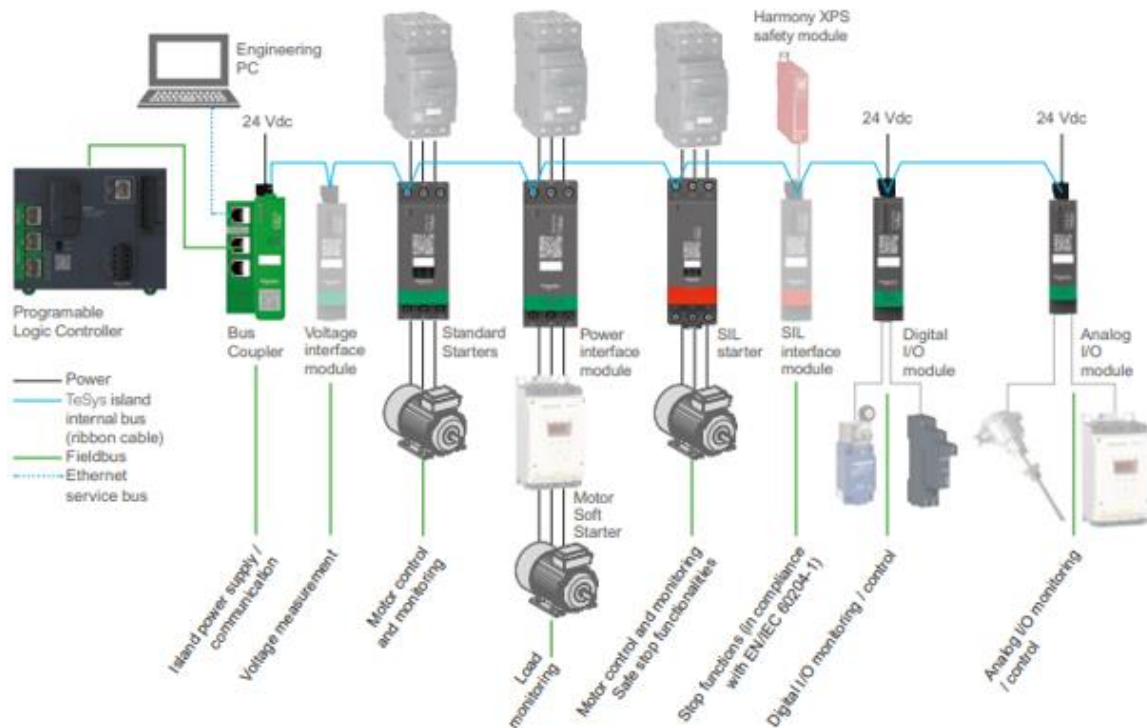 Engineering
PC
Harmony XPS
safety module
24 Vdc
24 Vdc
24 Vdc
Programable
Logic Controller
Bus
Coupler
Voltage
interface
module
Standard
Starters
Power interface
module
SIL
starter
SIL
interface
module
Digital
I/O
module
Analog
I/O
module
Power
TeSys island
internal bus
(ribbon cable)
Fieldbus
Ethernet
service bus
Motor
Soft
Starter
Island power supply /
communication
Voltage measurement
Motor control
and monitoring
Load
monitoring
Motor control and monitoring
Safe stop functionalities
Stop functions (in compliance
with EN/IEC 60204-1)
Digital I/O monitoring / control
Analog I/O monitoring
/ control